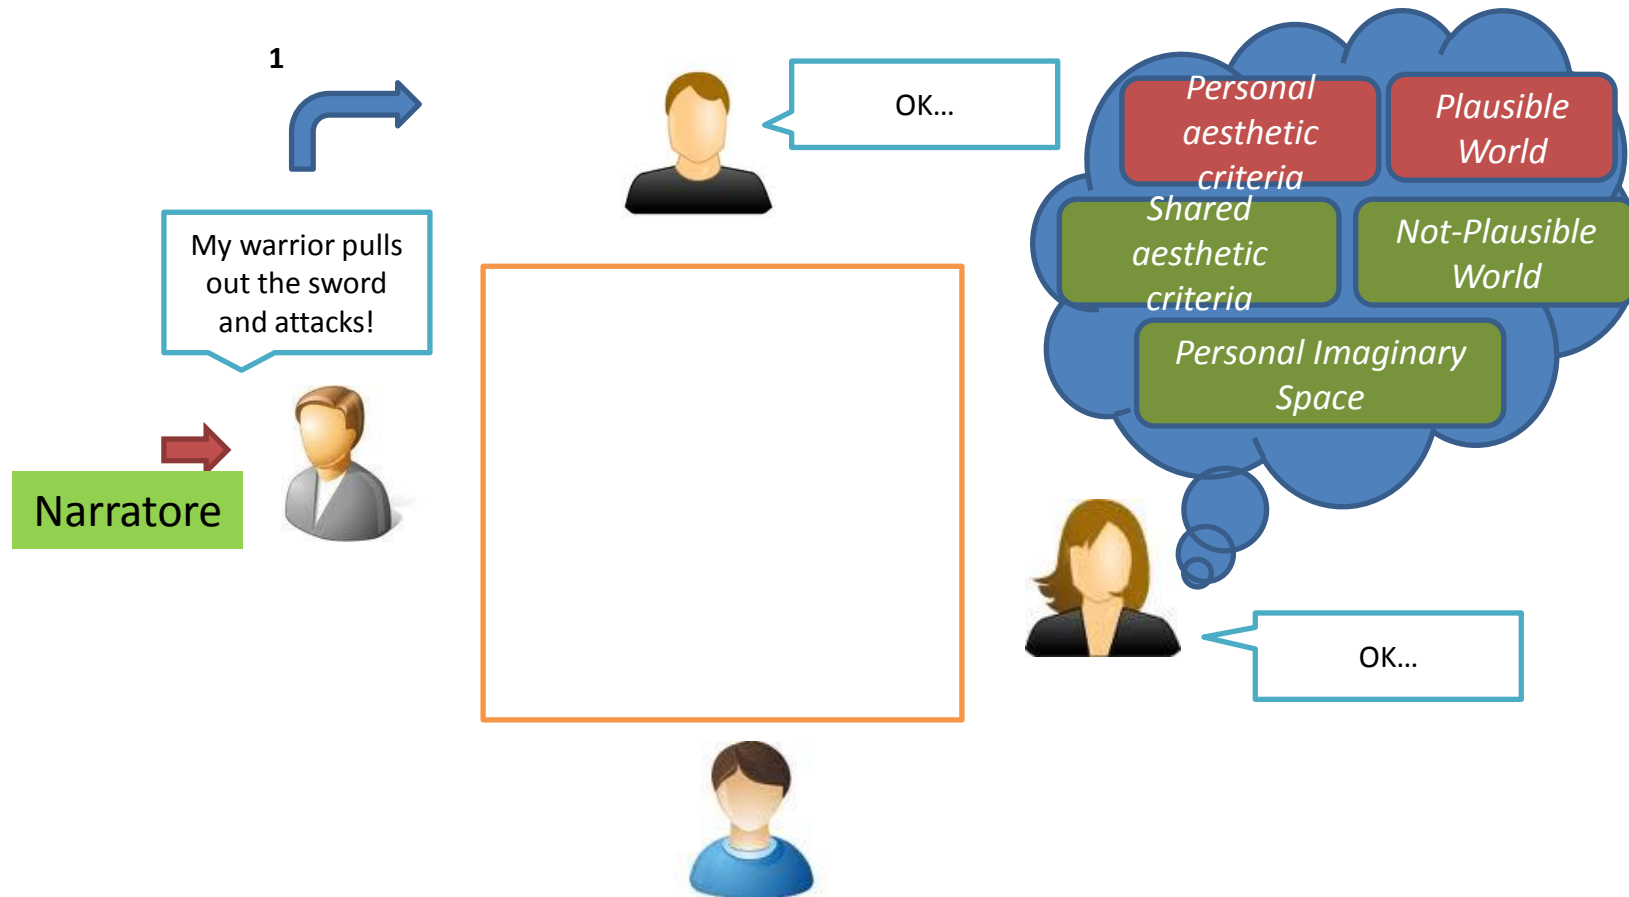 1
OK…
Personal
aesthetic
criteria
Plausible
World
My warrior pulls
out the sword
and attacks!
Shared
aesthetic
criteria
Not-Plausible
World
Personal Imaginary
Space
Narratore
OK…